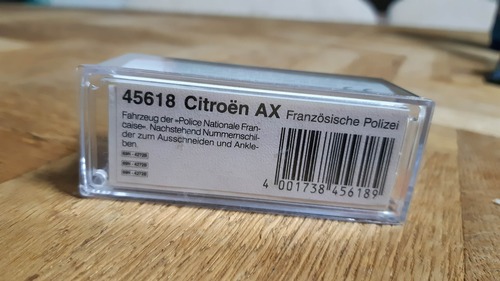 45618 Citroën AX Französische Polizei
Fahrzeug der »Police Nationale Fran-
caise«. Nachstehend Nummernschil-
der zum Ausschneiden und Ankle-
ben.
4 001738 456189